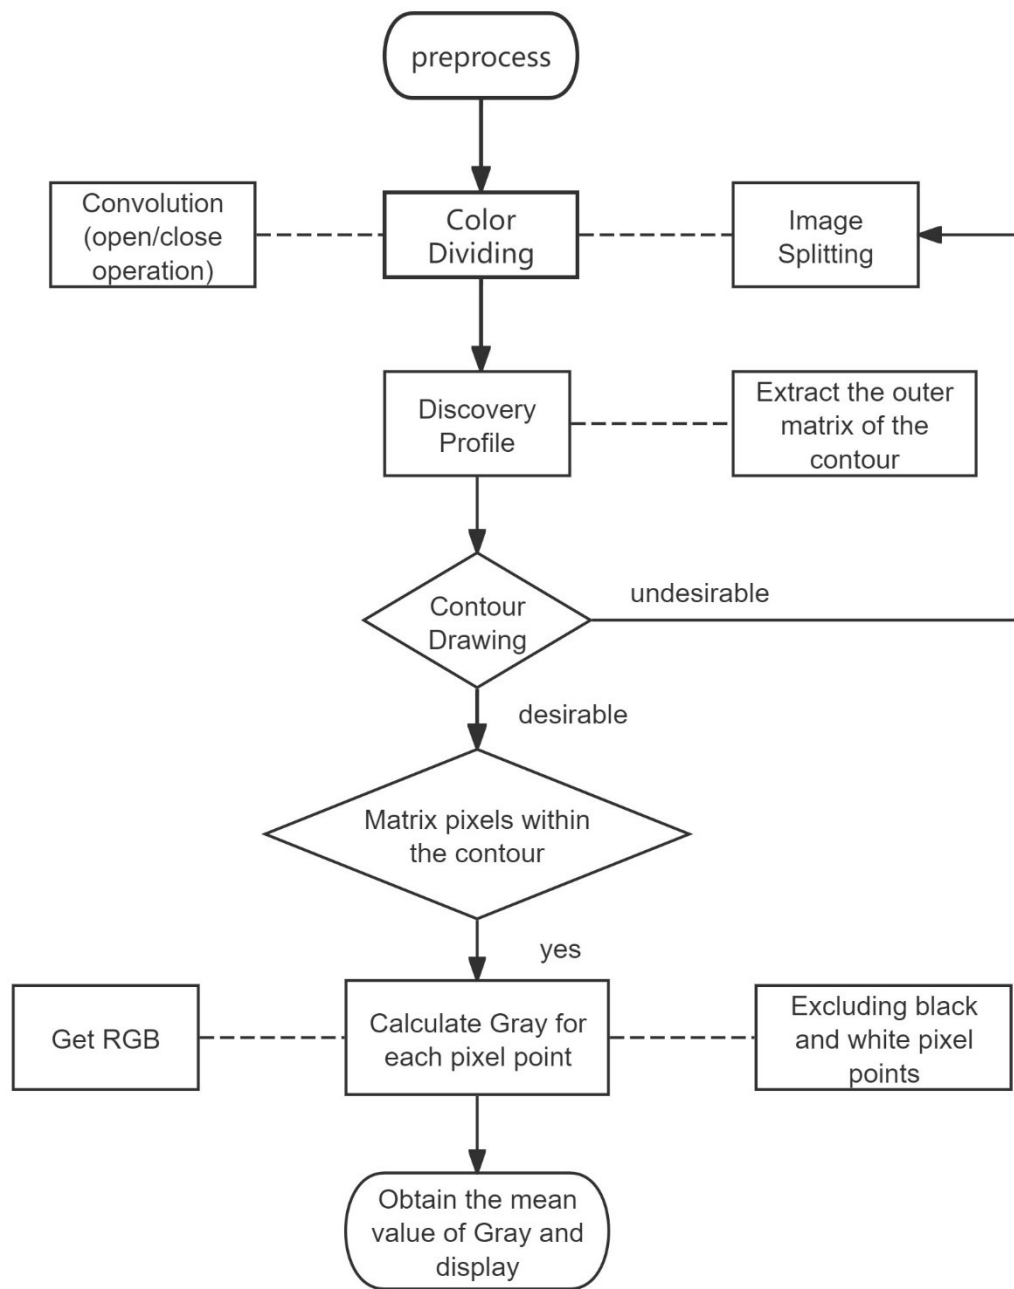 preprocess
Convolution
(open/close
operation)
Color
Dividing
Image
Splitting
Discovery
Profile
Extract the outer
matrix of the
contour
Contour
Drawing
undesirable
desirable
Matrix pixels within
the contour
yes
Get RGB
Calculate Gray for
each pixel point
Excluding black
and white pixel
points
Obtain the mean
value of Gray and
display